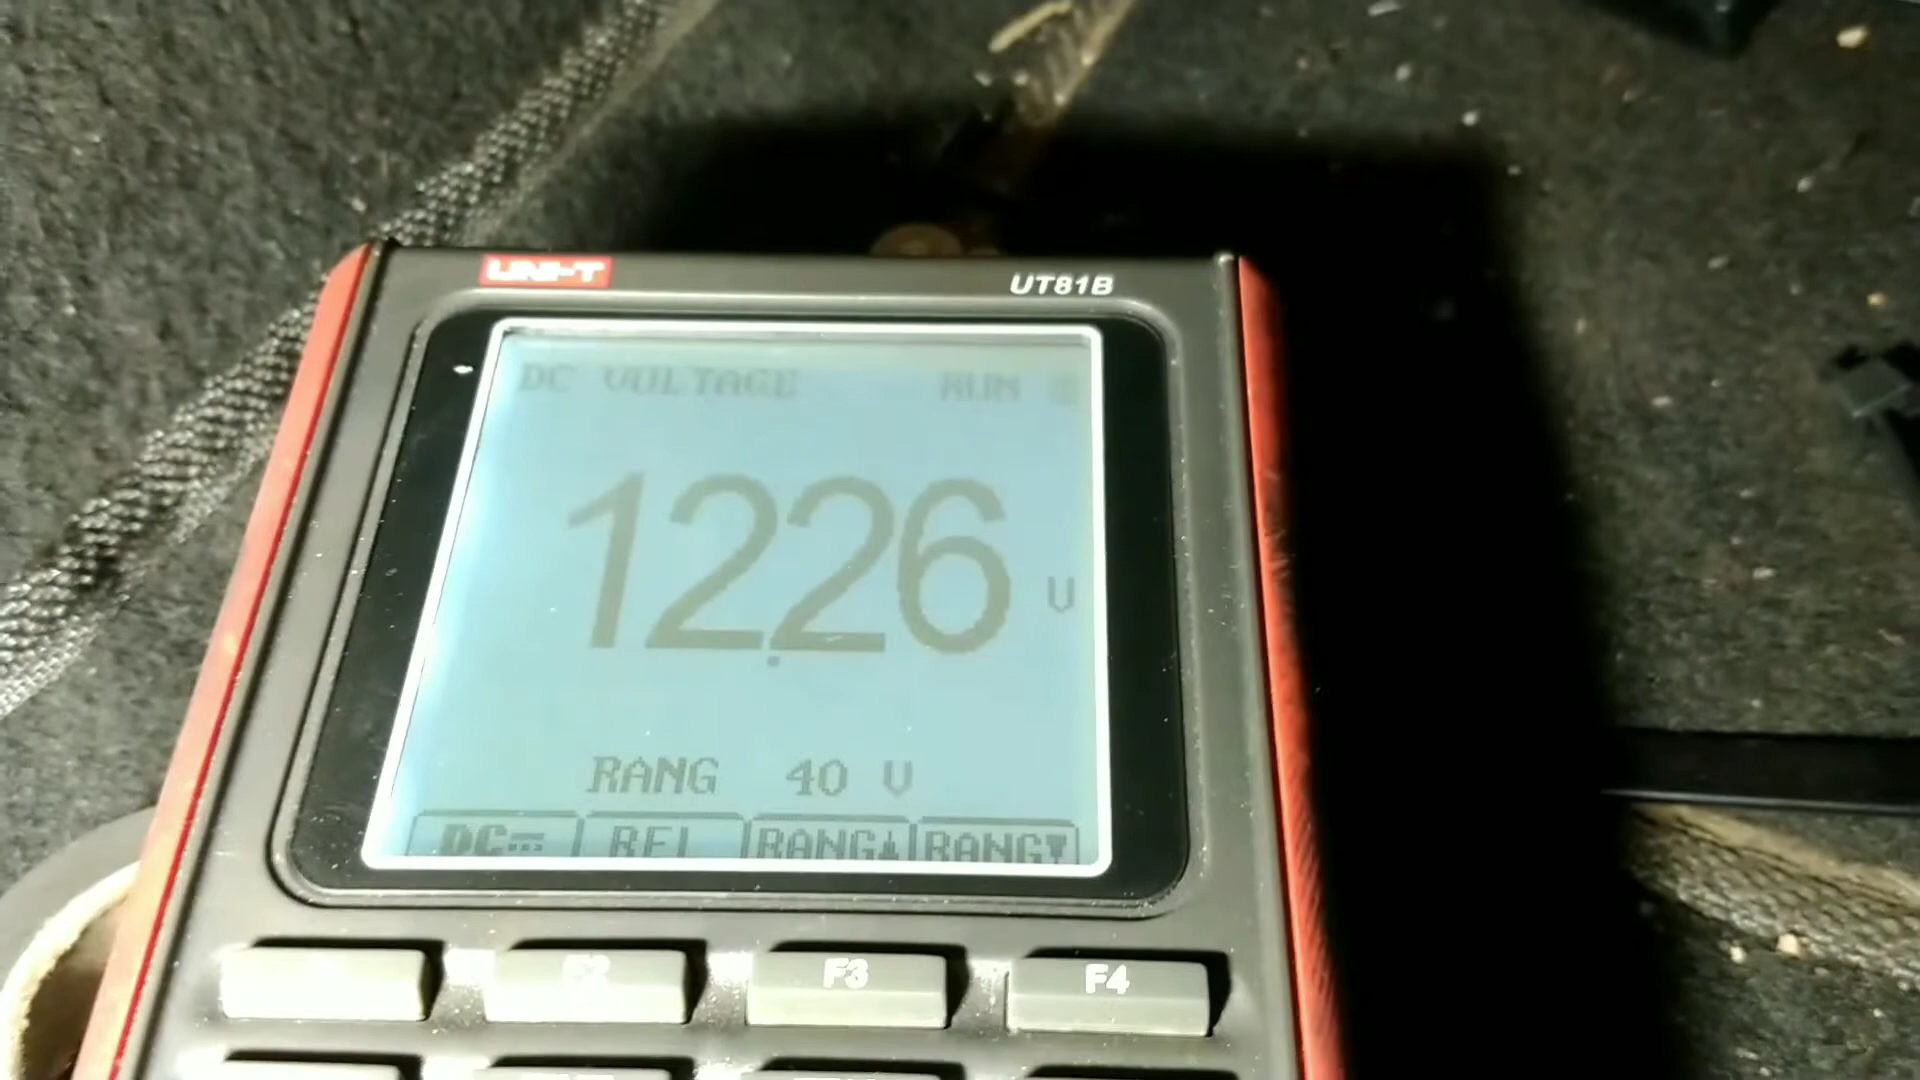 UNI-T UT81B
DC VOLTAGE RUN
12.26 V
RANG 40 V
DC REL RANG▲ RANG▼
F2 F3 F4